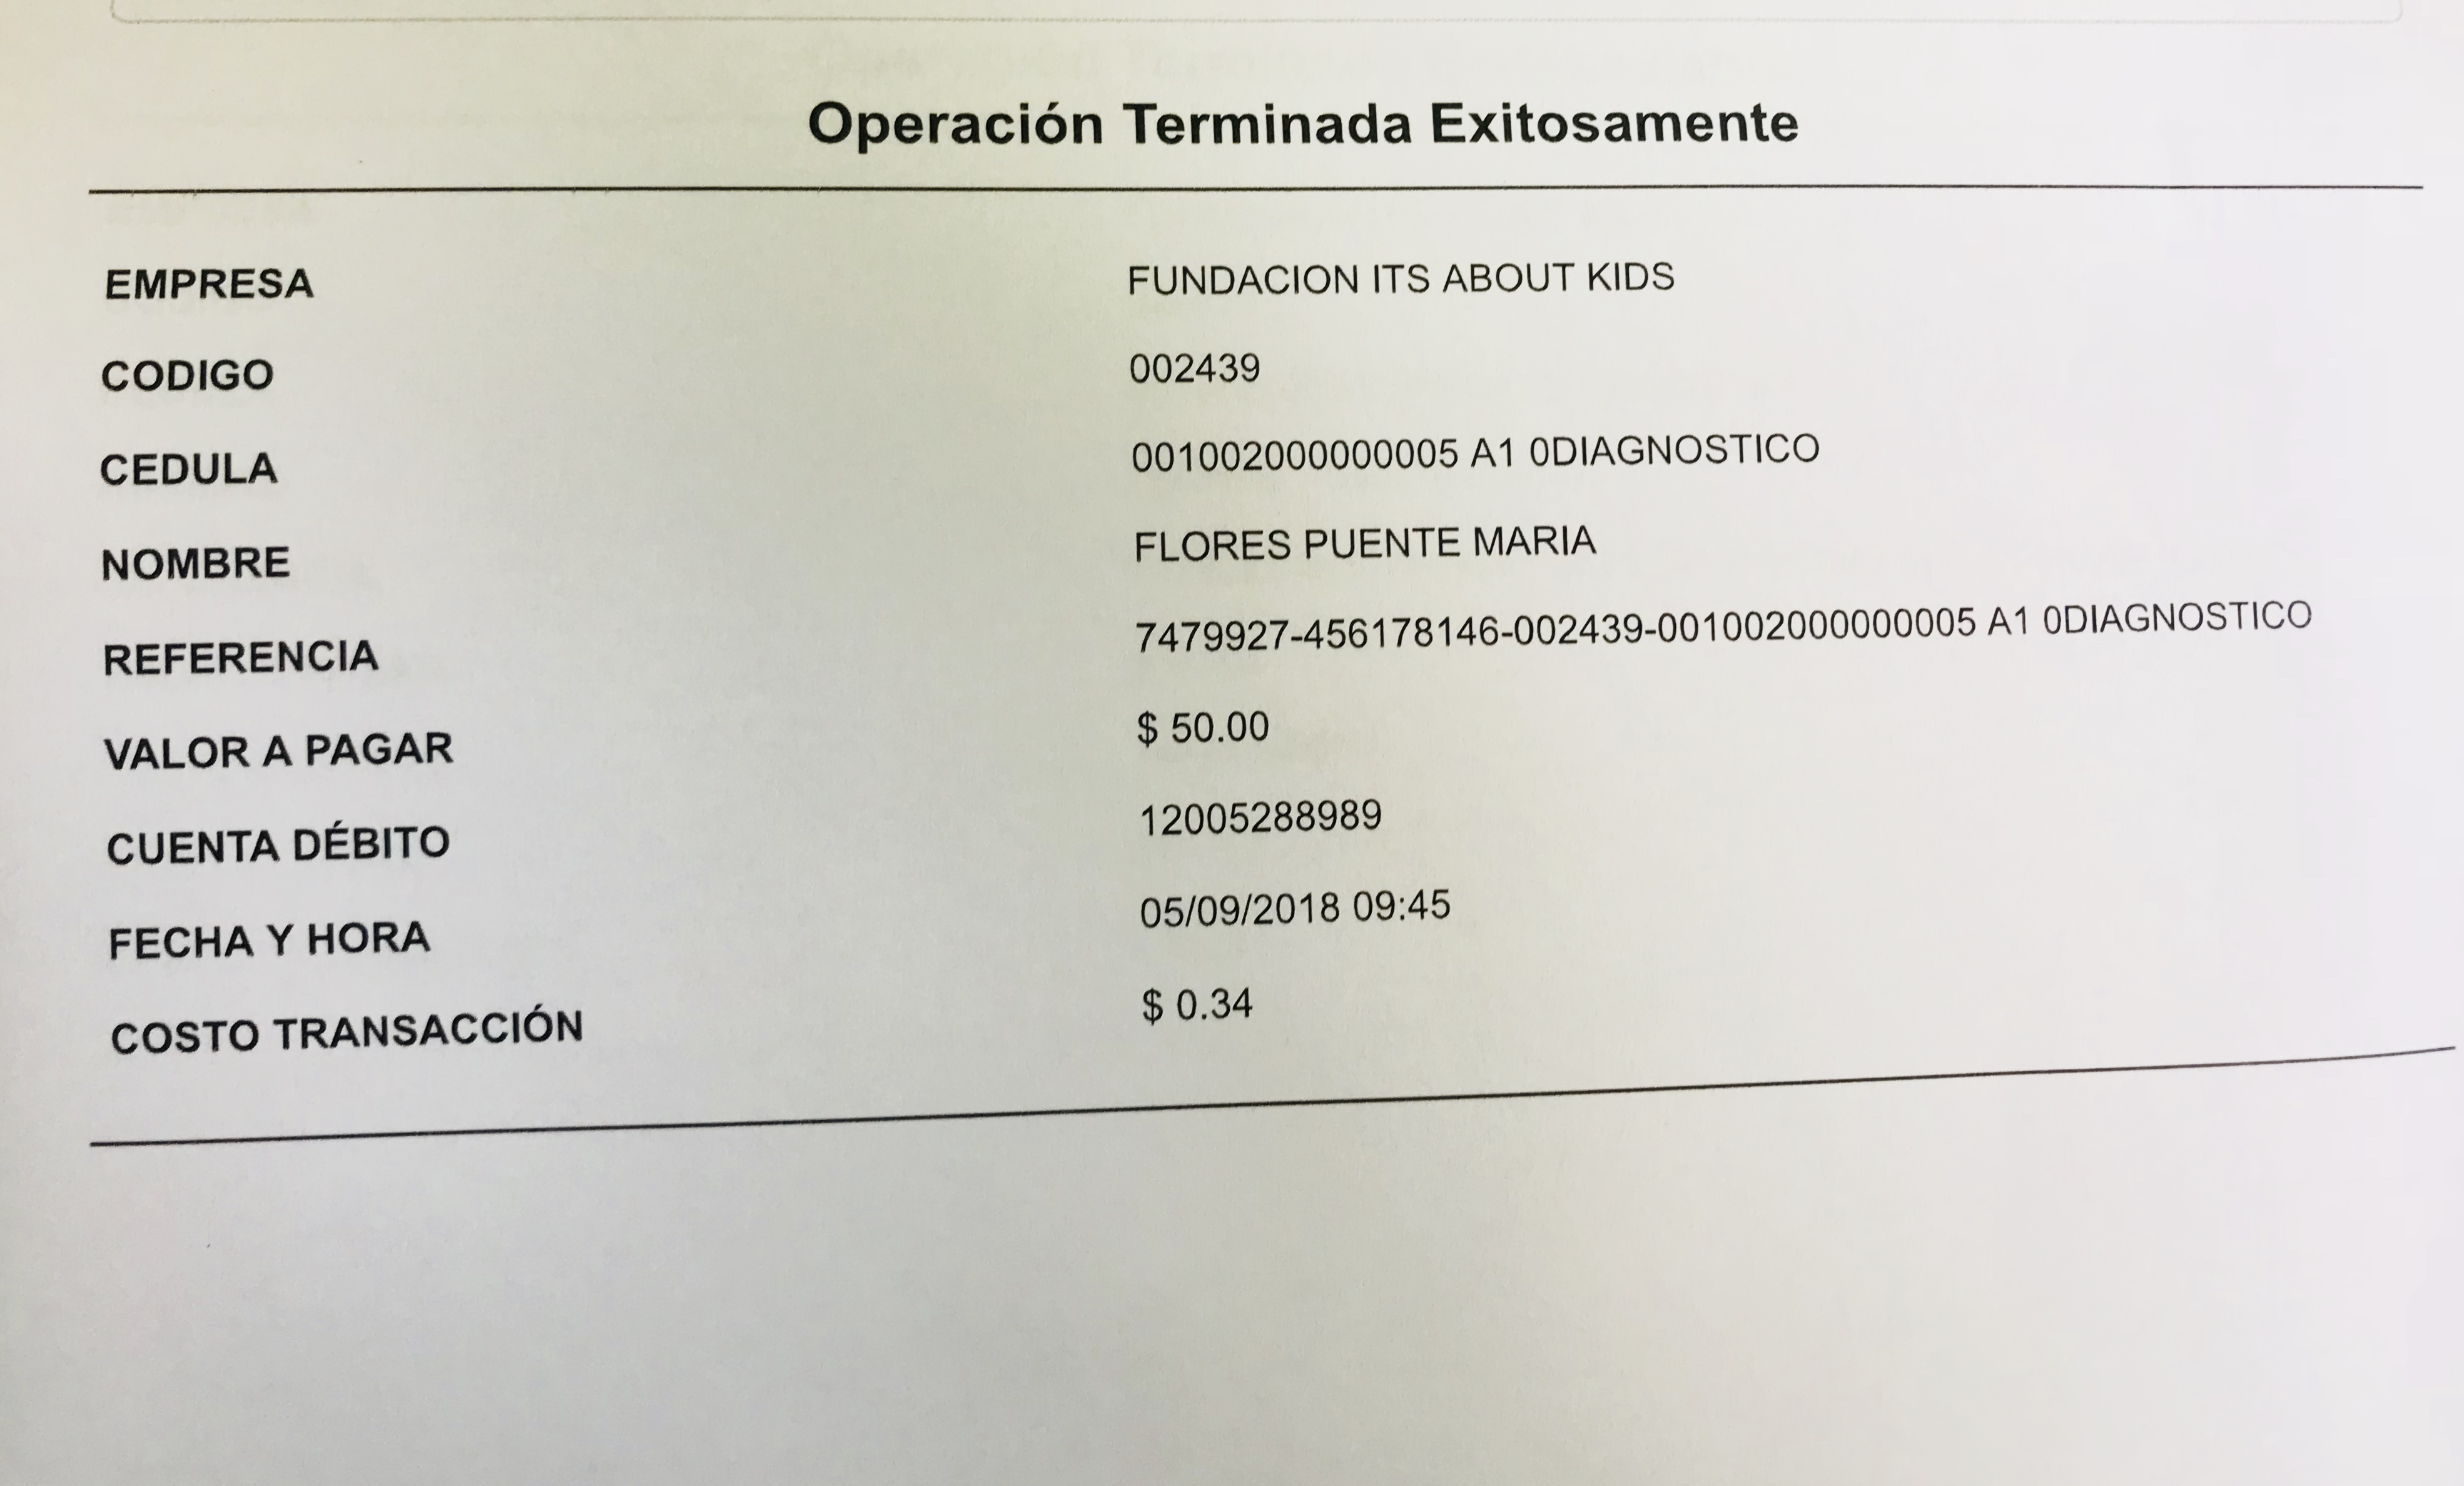 Operación Terminada Exitosamente
EMPRESA FUNDACION ITS ABOUT KIDS
CODIGO 002439
CEDULA 001002000000005 A1 0DIAGNOSTICO
NOMBRE FLORES PUENTE MARIA
REFERENCIA 7479927-456178146-002439-001002000000005 A1 0DIAGNOSTICO
VALOR A PAGAR $ 50.00
CUENTA DÉBITO 12005288989
FECHA Y HORA 05/09/2018 09:45
COSTO TRANSACCIÓN $ 0.34